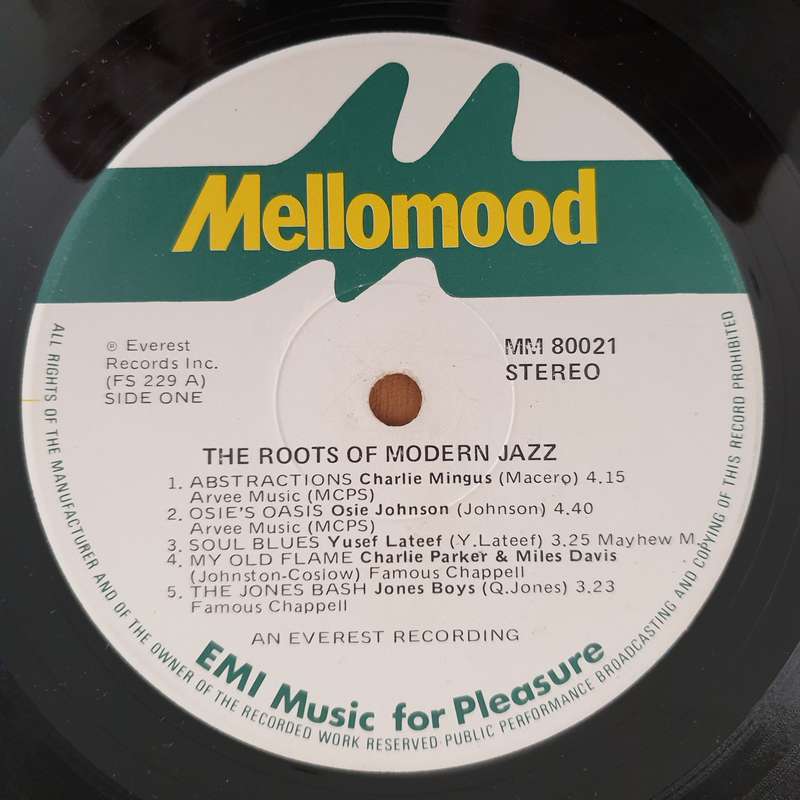 Mellomood
℗ Everest
Records Inc.
(FS 229 A)
SIDE ONE
MM 80021
STEREO
THE ROOTS OF MODERN JAZZ
1. ABSTRACTIONS Charlie Mingus (Macero) 4.15
Arvee Music (MCPS)
2. OSIE'S OASIS Osie Johnson (Johnson) 4.40
Arvee Music (MCPS)
3. SOUL BLUES Yusef Lateef (Y.Lateef) 3.25 Mayhew M.
4. MY OLD FLAME Charlie Parker & Miles Davis
(Johnston-Coslow) Famous Chappell
5. THE JONES BASH Jones Boys (Q.Jones) 3.23
Famous Chappell
AN EVEREST RECORDING
EMI Music for Pleasure
ALL RIGHTS OF THE MANUFACTURER AND OF THE OWNER OF THE RECORDED WORK RESERVED·PUBLIC PERFORMANCE BROADCASTING AND COPYING OF THIS RECORD PROHIBITED